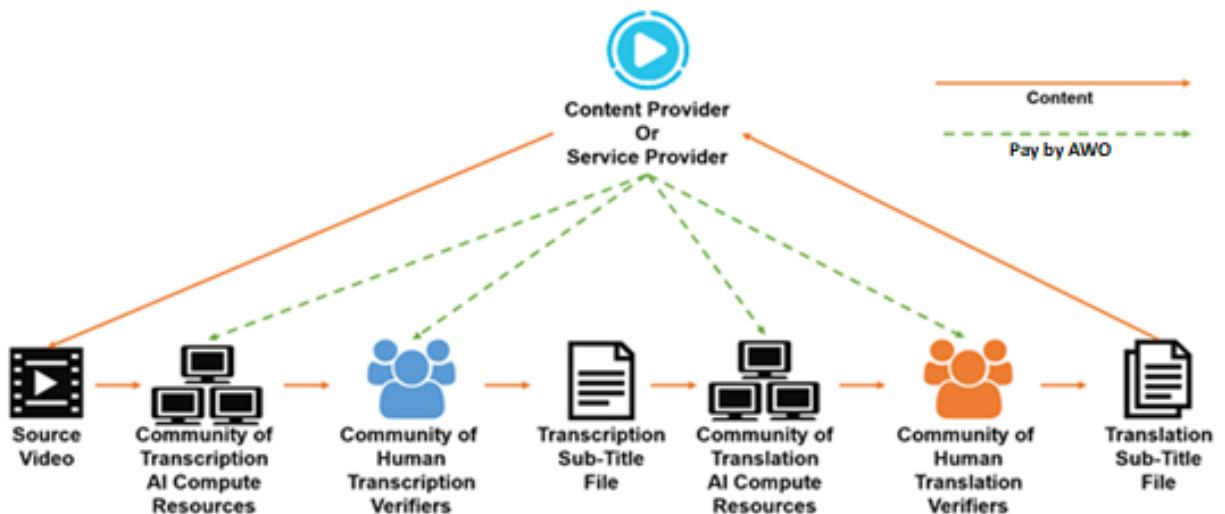 Content Provider
Or
Service Provider
Content
Pay by AWO
Source
Video
Community of
Transcription
AI Compute
Resources
Community of
Human
Transcription
Verifiers
Transcription
Sub-Title
File
Community of
Translation
AI Compute
Resources
Community of
Human
Translation
Verifiers
Translation
Sub-Title
File